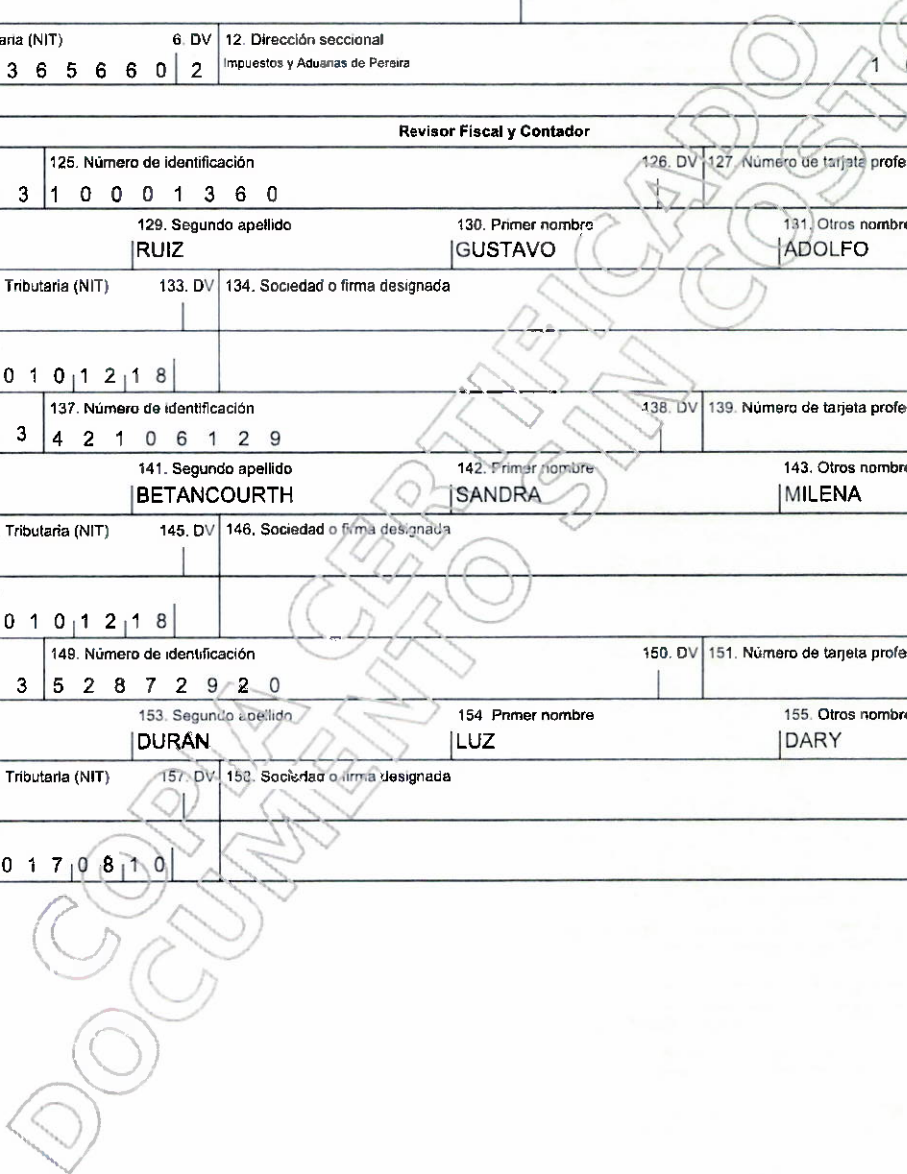 aria (NIT) 6. DV 12. Dirección seccional
3 6 5 6 6 0 2 Impuestos y Aduanas de Pereira 1
Revisor Fiscal y Contador
125. Número de identificación 126. DV 127. Número de tarjeta profe
3 1 0 0 0 1 3 6 0
129. Segundo apellido 130. Primer nombre 131. Otros nombre
RUIZ GUSTAVO ADOLFO
Tributaria (NIT) 133. DV 134. Sociedad o firma designada
0 1 0 1 2 1 8
137. Número de identificación 138. DV 139. Número de tarjeta profe
3 4 2 1 0 6 1 2 9
141. Segundo apellido 142. Primer nombre 143. Otros nombre
BETANCOURTH SANDRA MILENA
Tributaria (NIT) 145. DV 146. Sociedad o firma designada
0 1 0 1 2 1 8
149. Número de identificación 150. DV 151. Número de tarjeta profe
3 5 2 8 7 2 9 2 0
153. Segundo apellido 154 Primer nombre 155. Otros nombre
DURAN LUZ DARY
Tributaria (NIT) 157. DV 158. Sociedad o firma designada
0 1 7 0 8 1 0
COPIA CERTIFICADO
DOCUMENTO SIN COSTO